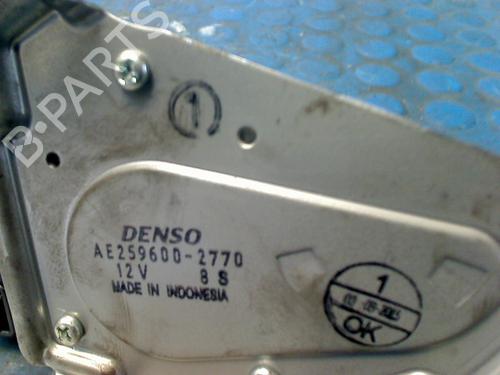 B-PARTS
1
DENSO
AE259600-2770
12V 8S
MADE IN INDONESIA
1
OK